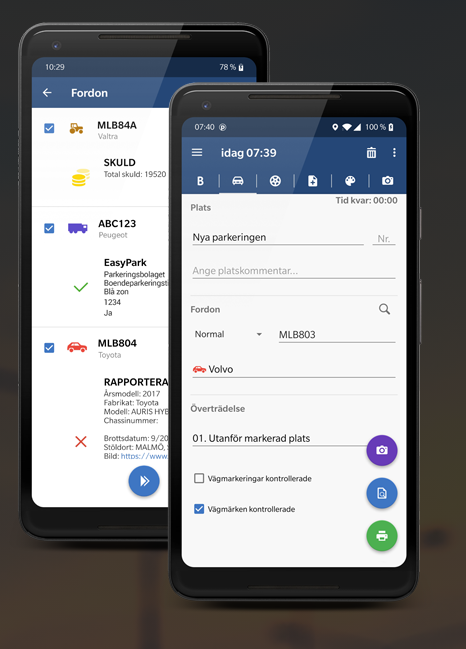 10:29
78 %
Fordon
MLB84A
Valtra
SKULD
Total skuld: 19520
ABC123
Peugeot
EasyPark
Parkeringsbolaget
Blå zon
1234
Ja
MLB804
Toyota
RAPPORTERA
Årsmodell: 2017
Fabrikat: Toyota
Modell: AURIS HYB
Chassinummer:
Brottsdatum: 9/20
Stöldort: MALMÖ,
Bild: https://www.
07:40
100 %
idag 07:39
B
Tid kvar: 00:00
Plats
Nya parkeringen
Nr.
Ange platskommentar...
Fordon
Normal
MLB803
Volvo
Överträdelse
01. Utanför markerad plats
Vägmarkeringar kontrollerade
Vägmärken kontrollerade